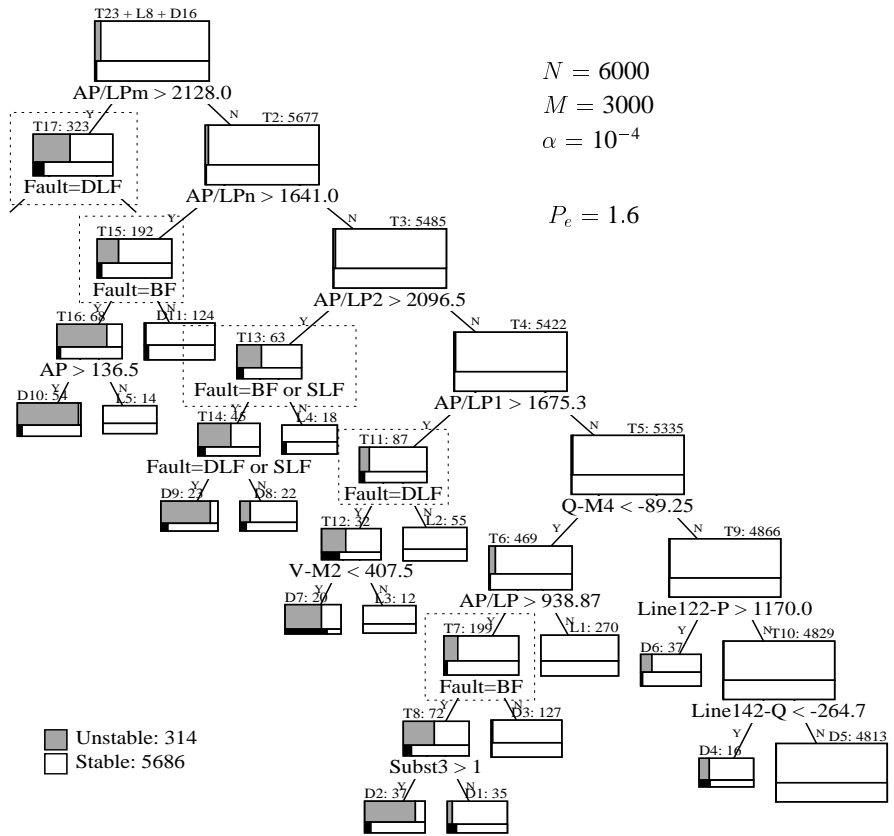 T23 + L8 + D16
AP/LPm > 2128.0
N = 6000
M = 3000
α = 10⁻⁴
Pₑ = 1.6
Y
N
T17: 323
Fault=DLF
T2: 5677
AP/LPn > 1641.0
Y
N
T15: 192
Fault=BF
T3: 5485
AP/LP2 > 2096.5
Y
N
Y
N
T16: 68
AP > 136.5
D11: 124
T13: 63
Fault=BF or SLF
T4: 5422
AP/LP1 > 1675.3
Y
N
D10: 54
L5: 14
Y
N
T14: 45
Fault=DLF or SLF
L4: 18
Y
N
T11: 87
Fault=DLF
T5: 5335
Q-M4 < -89.25
Y
N
D9: 23
D8: 22
Y
N
T12: 32
V-M2 < 407.5
L2: 55
Y
N
T6: 469
AP/LP > 938.87
T9: 4866
Line122-P > 1170.0
Y
N
D7: 20
L3: 12
Y
N
T7: 199
Fault=BF
L1: 270
Y
N
D6: 37
T10: 4829
Line142-Q < -264.7
Y
N
T8: 72
Subst3 > 1
D3: 127
Y
N
D4: 16
D5: 4813
Y
N
D2: 37
D1: 35
Unstable: 314
Stable: 5686